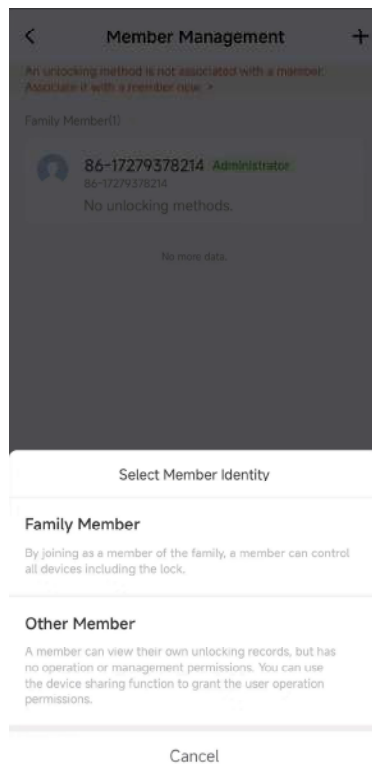 Member Management
An unlocking method is not associated with a member.
Associate it with a member now. >
Family Member(1)
86-17279378214 Administrator
86-17279378214
No unlocking methods.
No more data.
Select Member Identity
Family Member
By joining as a member of the family, a member can control
all devices including the lock.
Other Member
A member can view their own unlocking records, but has
no operation or management permissions. You can use
the device sharing function to grant the user operation
permissions.
Cancel